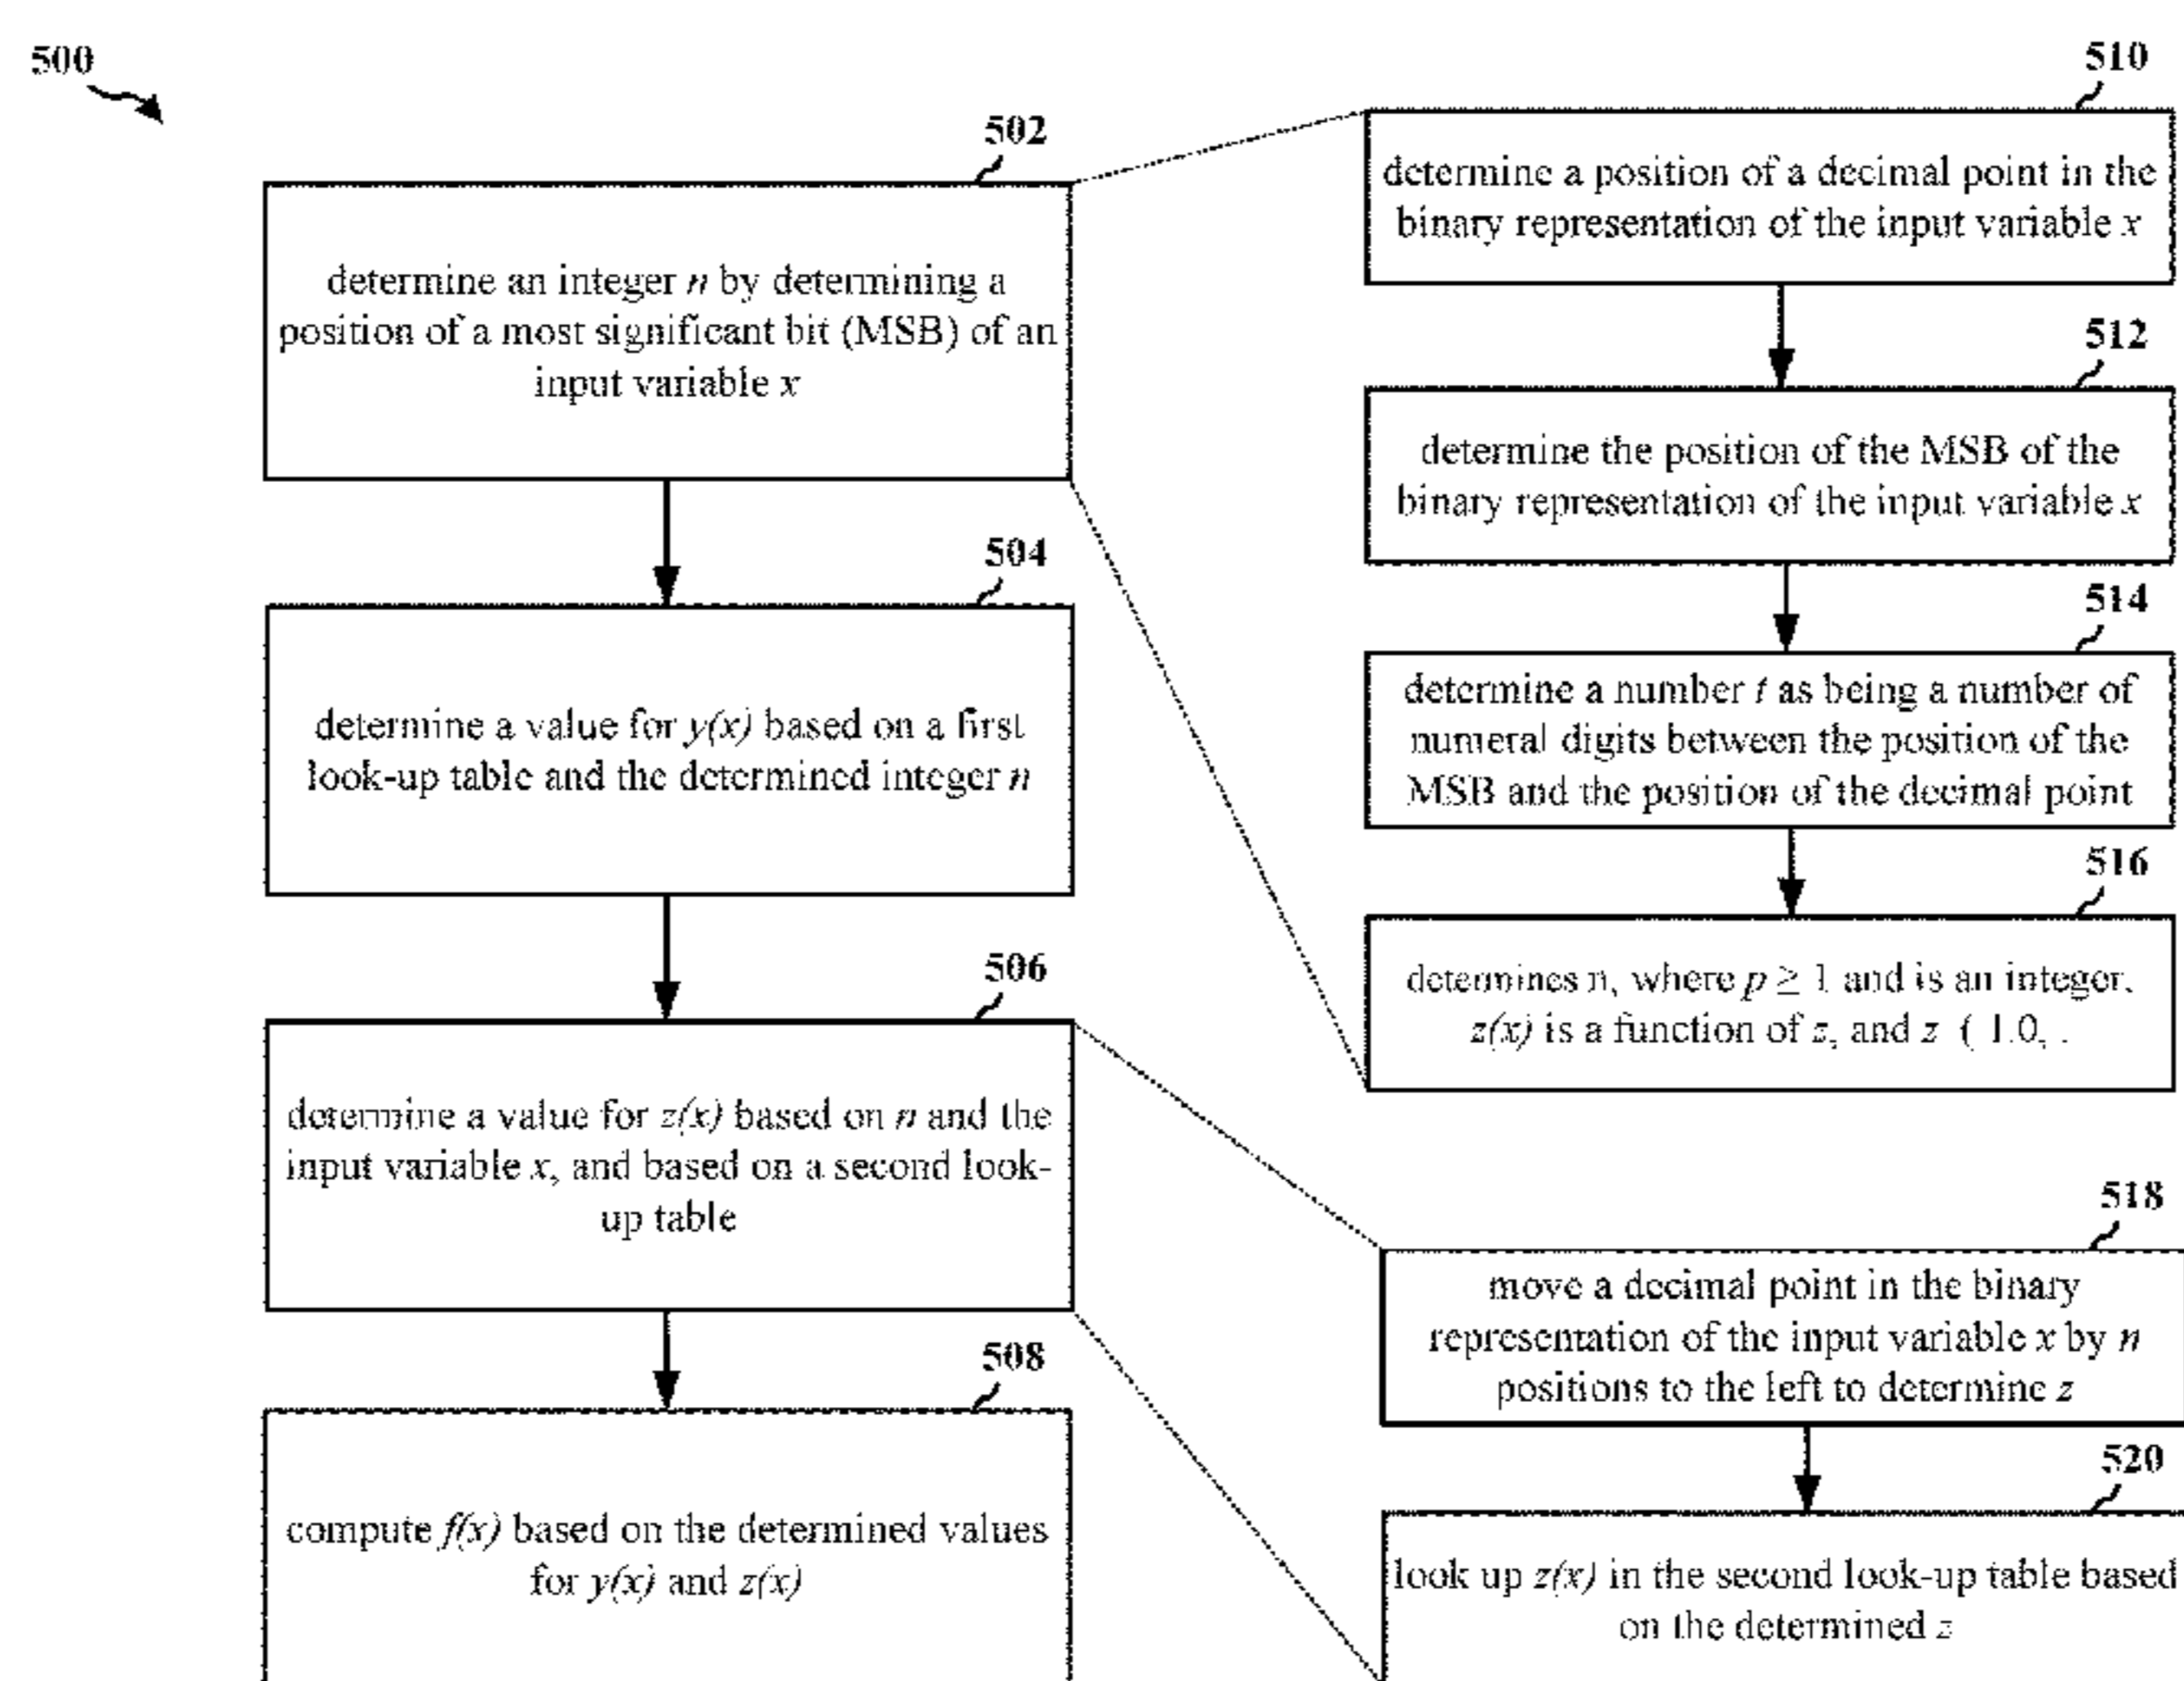 500
502
determine an integer n by determining a
position of a most significant bit (MSB) of an
input variable x
504
determine a value for y(x) based on a first
look-up table and the determined integer n
506
determine a value for z(x) based on n and the
input variable x, and based on a second look-
up table
508
compute f(x) based on the determined values
for y(x) and z(x)
510
determine a position of a decimal point in the
binary representation of the input variable x
512
determine the position of the MSB of the
binary representation of the input variable x
514
determine a number t as being a number of
numeral digits between the position of the
MSB and the position of the decimal point
516
determines n, where p ≥ 1 and is an integer,
z(x) is a function of z, and z ( 1.0, .
518
move a decimal point in the binary
representation of the input variable x by n
positions to the left to determine z
520
look up z(x) in the second look-up table based
on the determined z